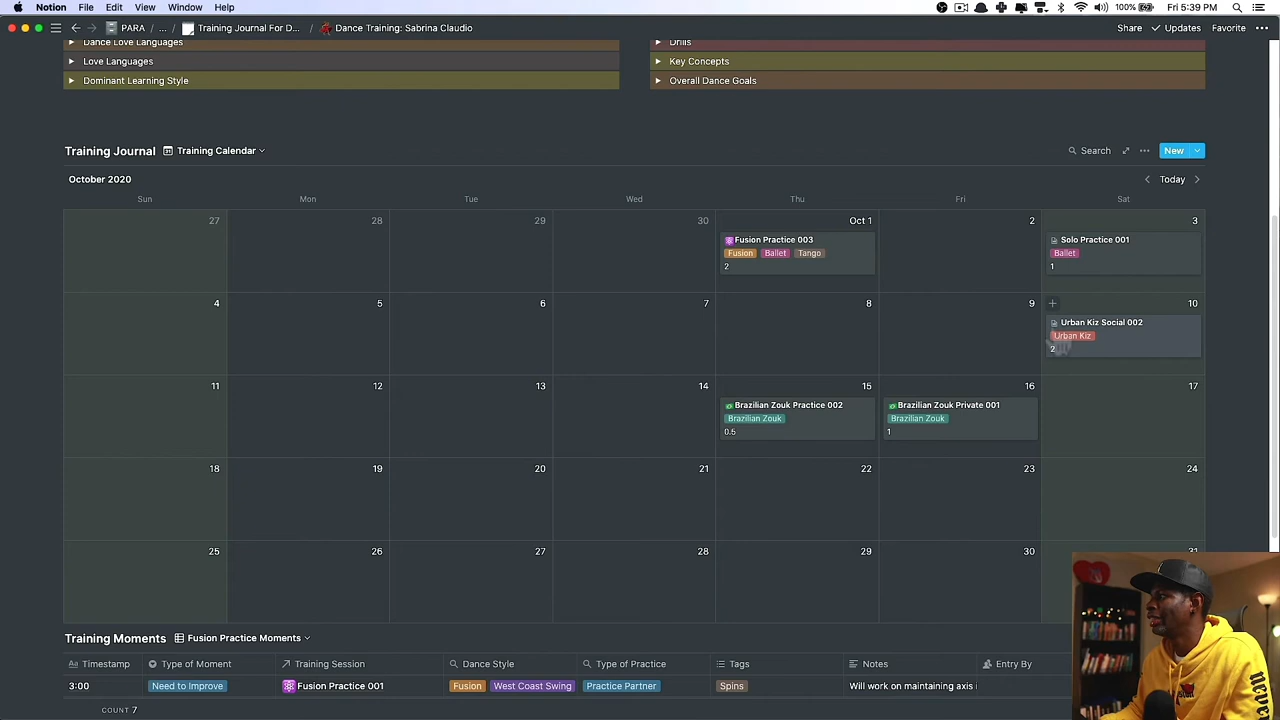 Notion File Edit View Window Help 100% Fri 5:39 PM
PARA / ... / Training Journal For D... / Dance Training: Sabrina Claudio Share Updates Favorite
Dance Love Languages Drills
Love Languages Key Concepts
Dominant Learning Style Overall Dance Goals
Training Journal Training Calendar Search New
October 2020 Today
Sun Mon Tue Wed Thu Fri Sat
27 28 29 30 Oct 1 2 3
Fusion Practice 003 Solo Practice 001
Fusion Ballet Tango Ballet
2 1
4 5 6 7 8 9 10
Urban Kiz Social 002
Urban Kiz
2
11 12 13 14 15 16 17
Brazilian Zouk Practice 002 Brazilian Zouk Private 001
Brazilian Zouk Brazilian Zouk
0.5 1
18 19 20 21 22 23 24
25 26 27 28 29 30 31
Training Moments Fusion Practice Moments
Aa Timestamp Type of Moment Training Session Dance Style Type of Practice Tags Notes Entry By
3:00 Need to Improve Fusion Practice 001 Fusion West Coast Swing Practice Partner Spins Will work on maintaining axis i
COUNT 7